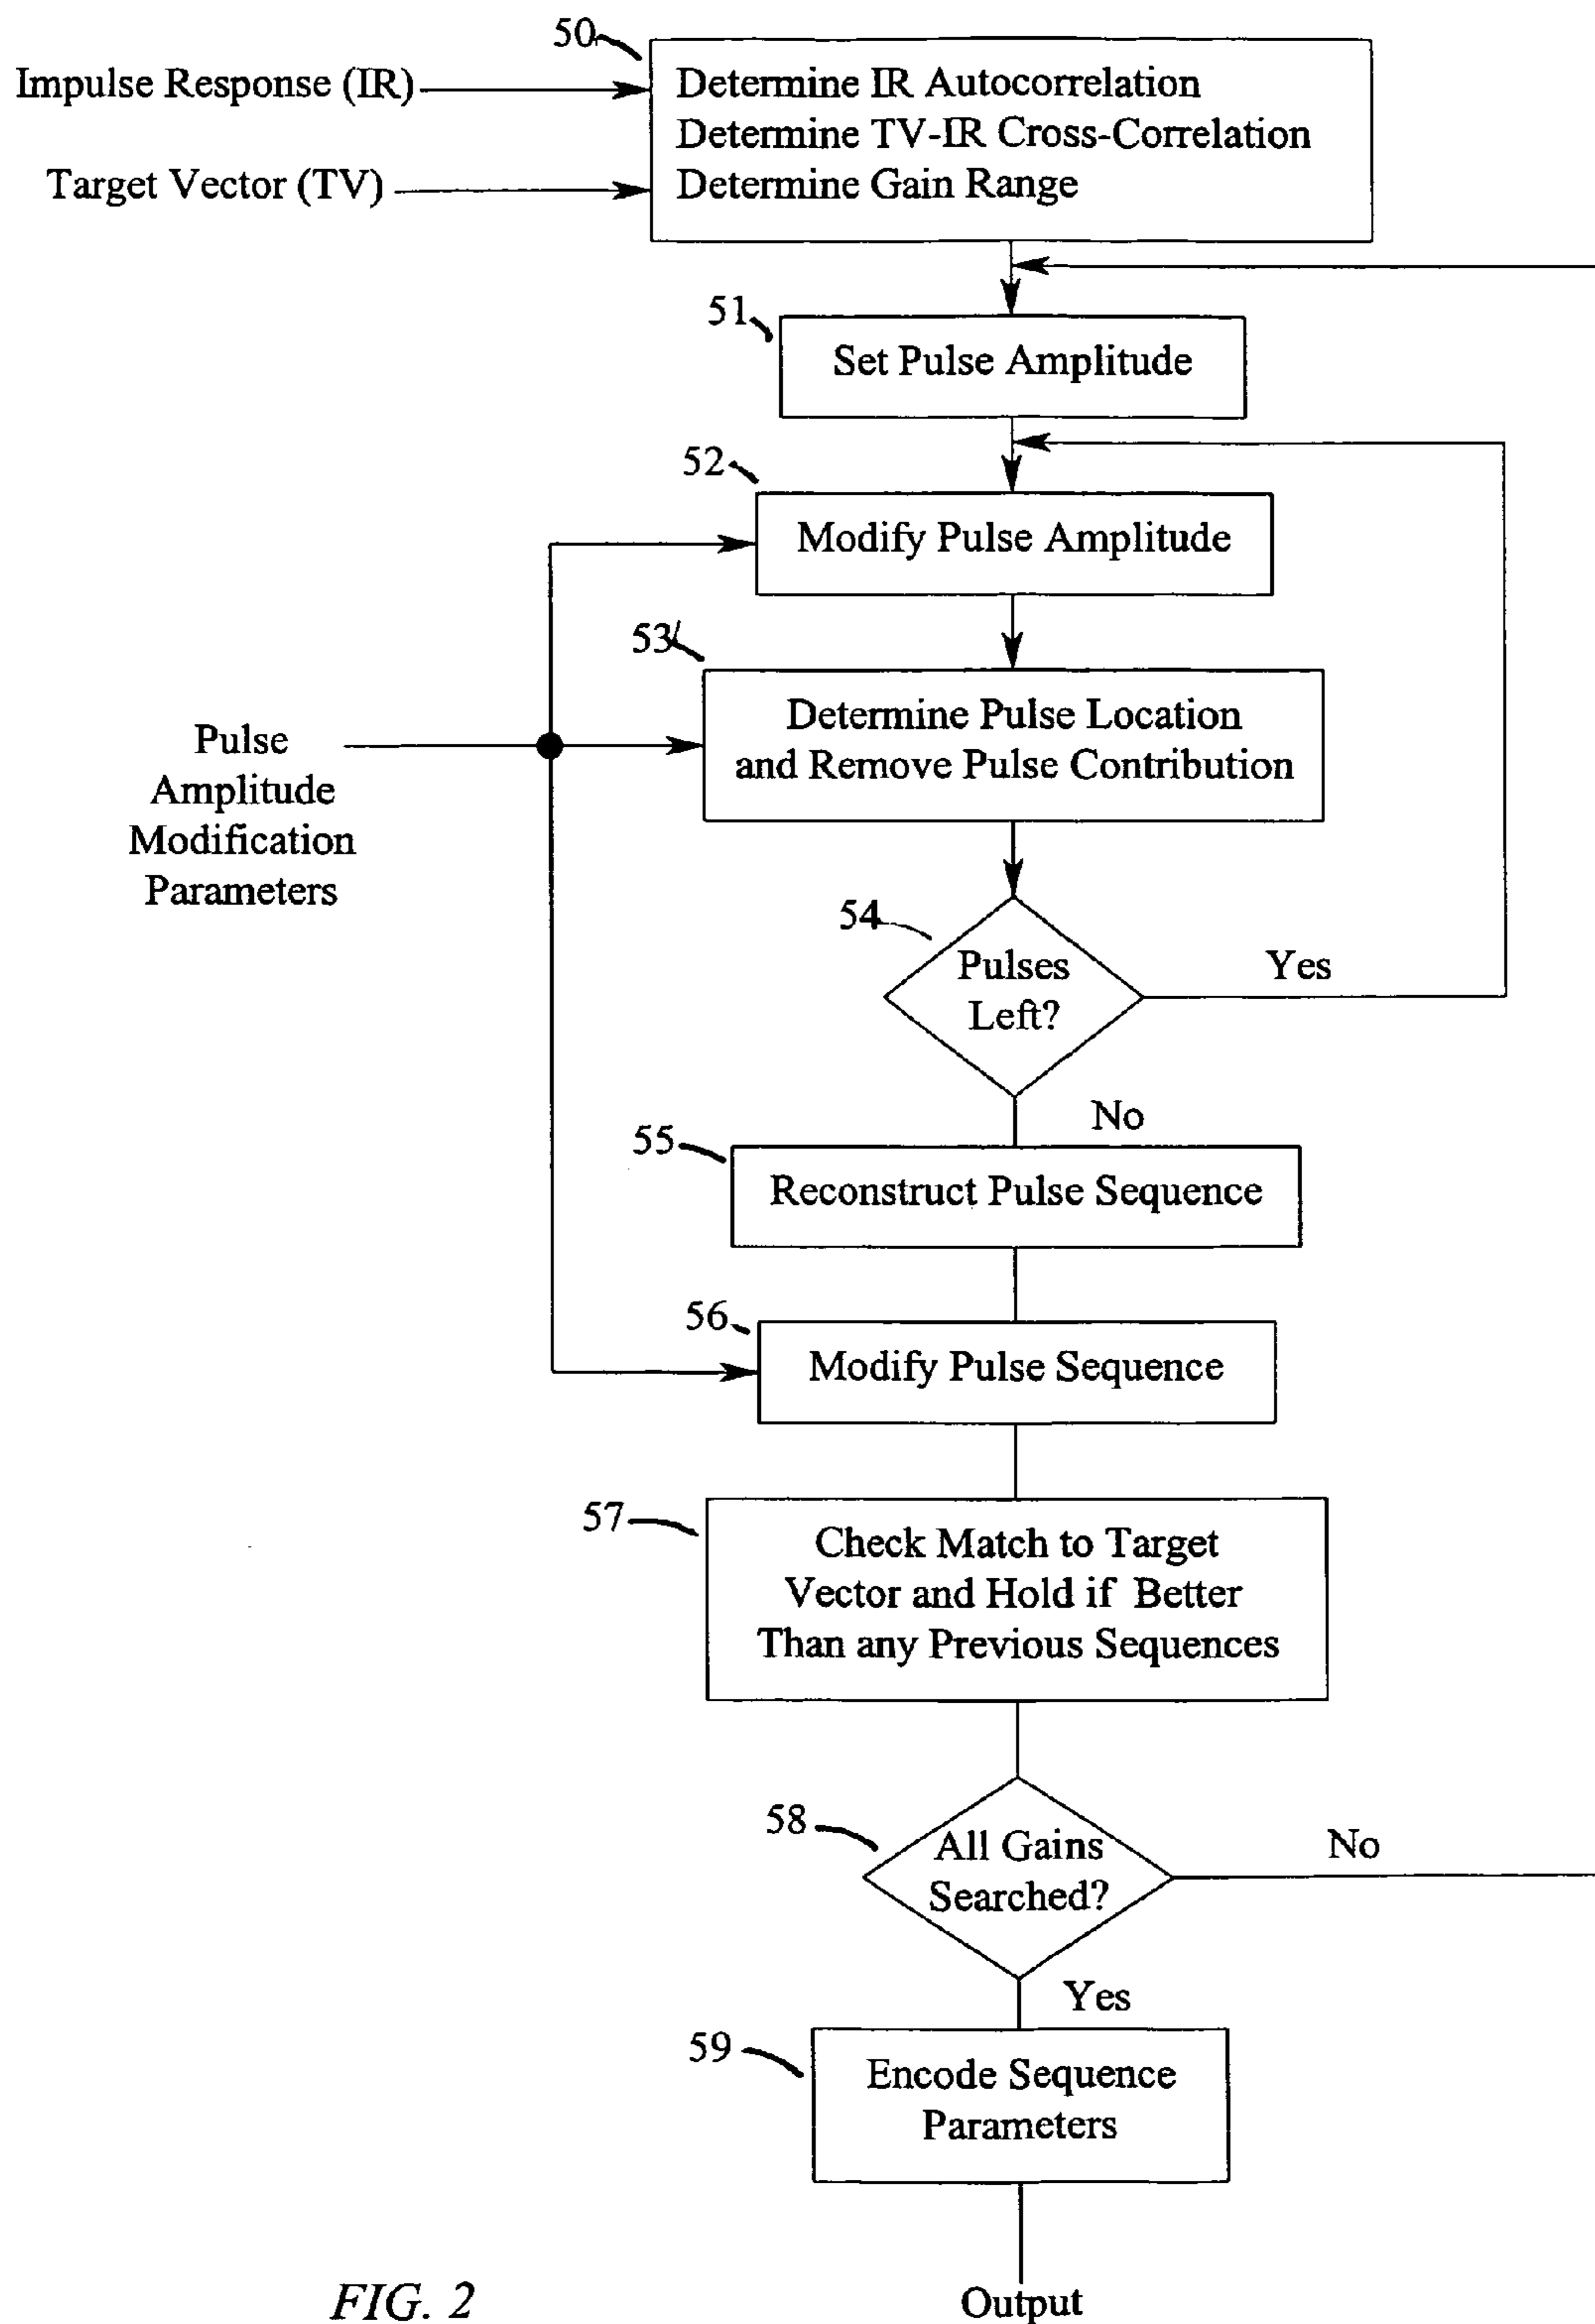 50
Impulse Response (IR)
Determine IR Autocorrelation
Determine TV-IR Cross-Correlation
Target Vector (TV)
Determine Gain Range
51
Set Pulse Amplitude
52
Modify Pulse Amplitude
53
Determine Pulse Location
and Remove Pulse Contribution
Pulse
Amplitude
Modification
Parameters
54
Pulses
Left?
Yes
No
55
Reconstruct Pulse Sequence
56
Modify Pulse Sequence
57
Check Match to Target
Vector and Hold if Better
Than any Previous Sequences
58
All Gains
Searched?
No
Yes
59
Encode Sequence
Parameters
Output
FIG. 2